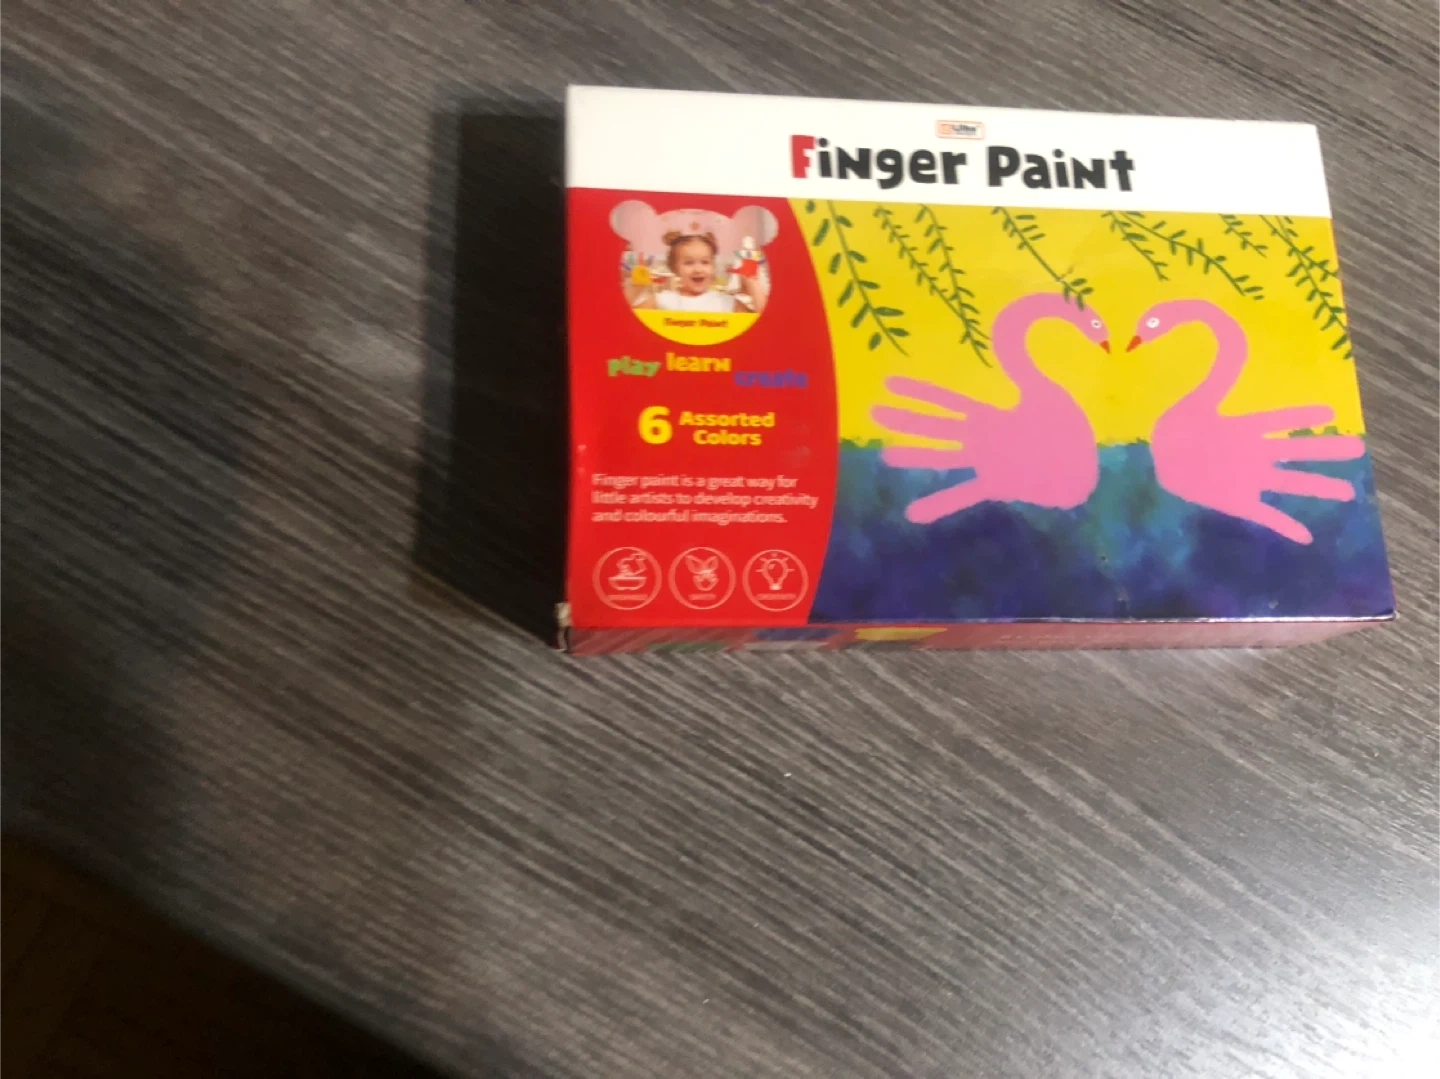 Finger Paint
Finger Paint
play learn
create
6 Assorted
Colors
Finger paint is a great way for
little artists to develop creativity
and colourful imaginations.